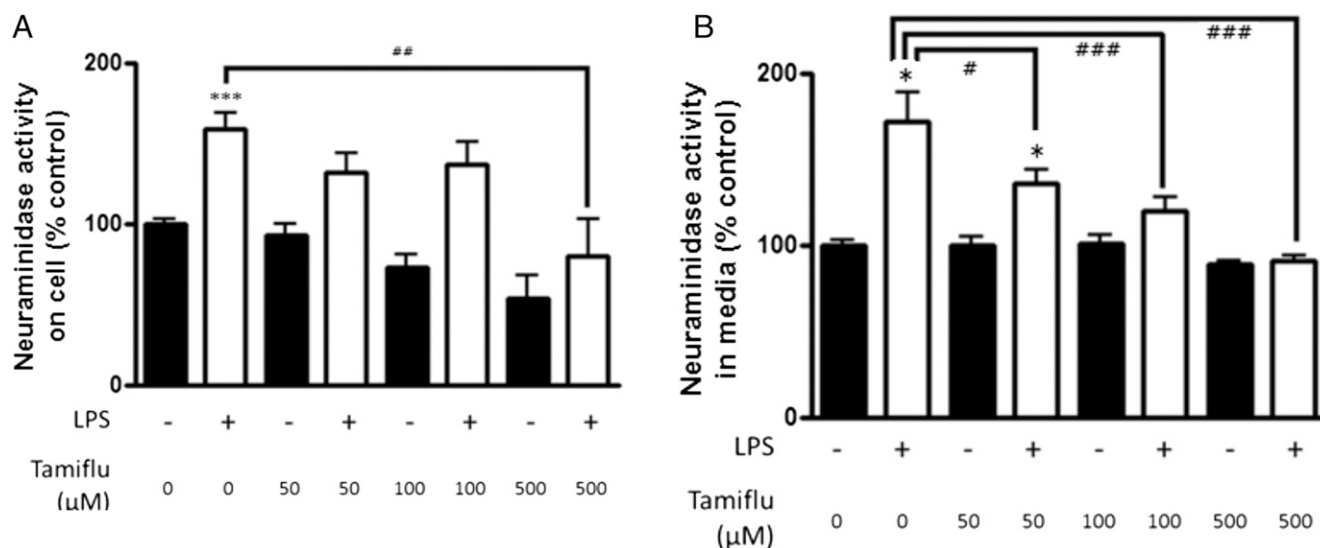 A
Neuraminidase activity
on cell (% control)
200
100
0
***
##
LPS - + - + - + - +
Tamiflu
(µM)
0 0 50 50 100 100 500 500
B
Neuraminidase activity
in media (% control)
200
100
0
*
#
*
###
###
LPS - + - + - + - +
Tamiflu
(µM)
0 0 50 50 100 100 500 500